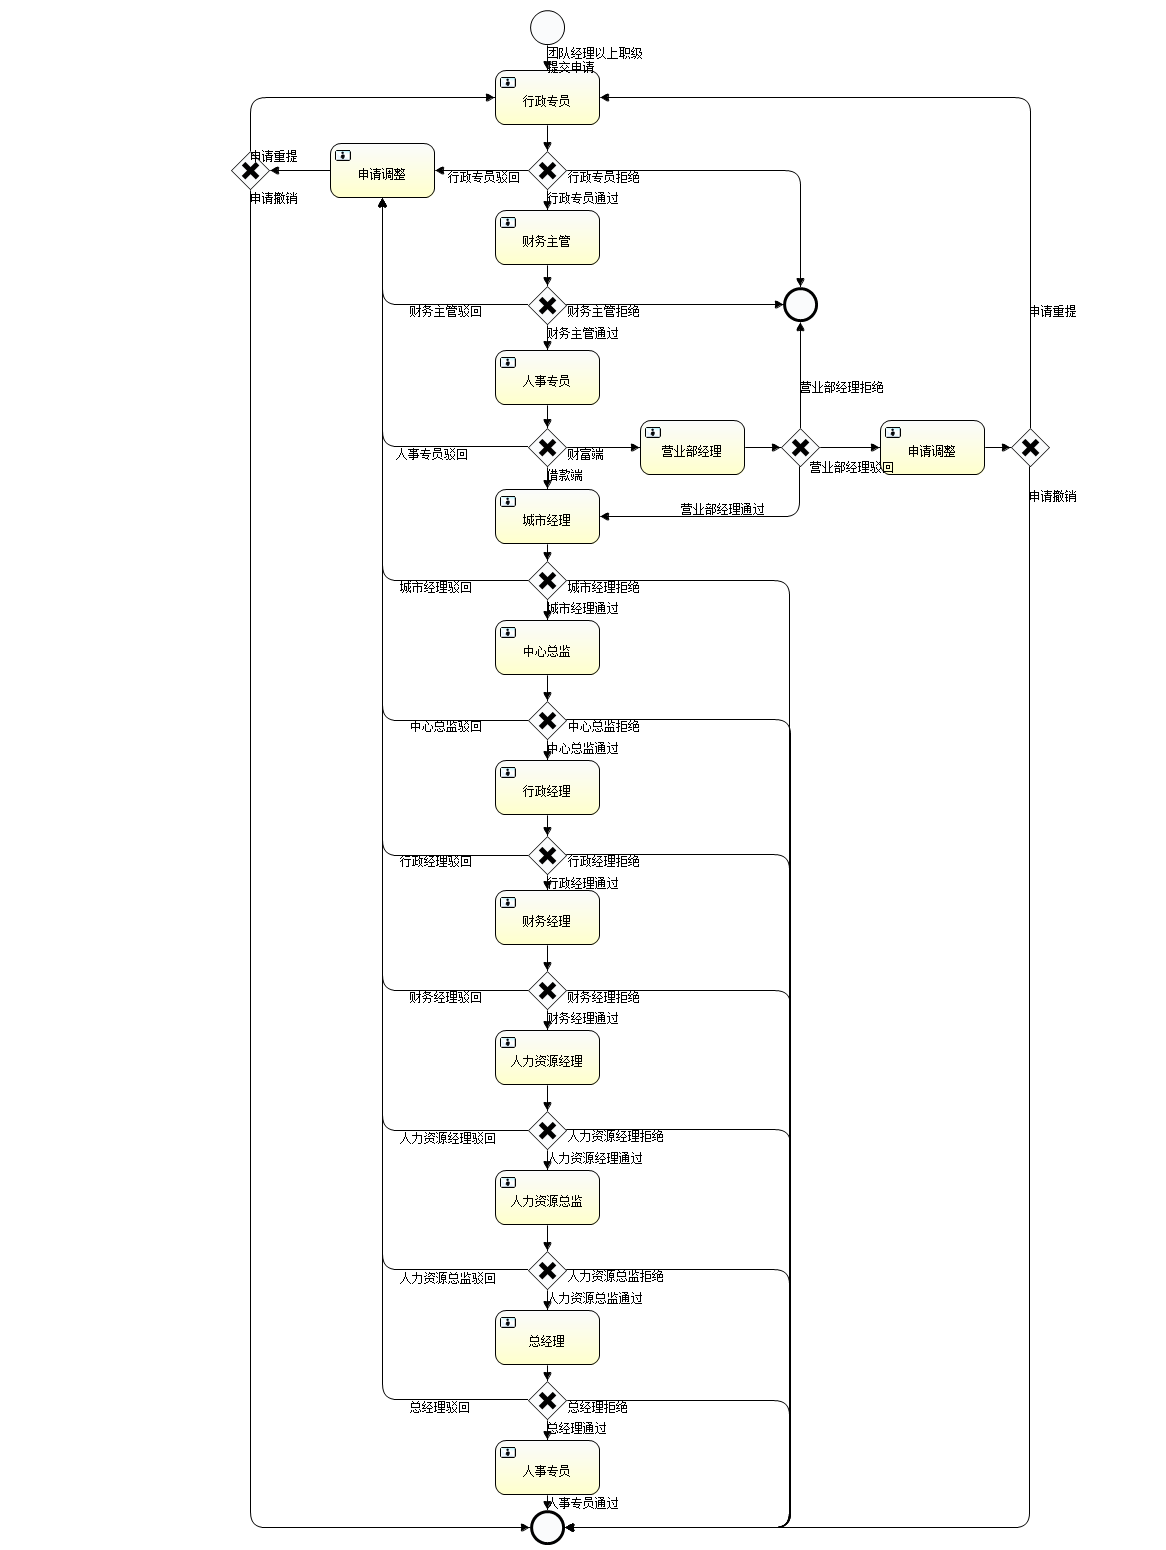 团队经理以上职级
提交申请
行政专员
申请重提
申请调整
行政专员驳回
行政专员拒绝
申请撤销
行政专员通过
财务主管
财务主管驳回
财务主管拒绝
申请重提
财务主管通过
人事专员
营业部经理拒绝
人事专员驳回
财富端
营业部经理
申请调整
营业部经理驳回
借款端
申请撤销
营业部经理通过
城市经理
城市经理驳回
城市经理拒绝
城市经理通过
中心总监
中心总监驳回
中心总监拒绝
中心总监通过
行政经理
行政经理驳回
行政经理拒绝
行政经理通过
财务经理
财务经理驳回
财务经理拒绝
财务经理通过
人力资源经理
人力资源经理驳回
人力资源经理拒绝
人力资源经理通过
人力资源总监
人力资源总监驳回
人力资源总监拒绝
人力资源总监通过
总经理
总经理驳回
总经理拒绝
总经理通过
人事专员
人事专员通过